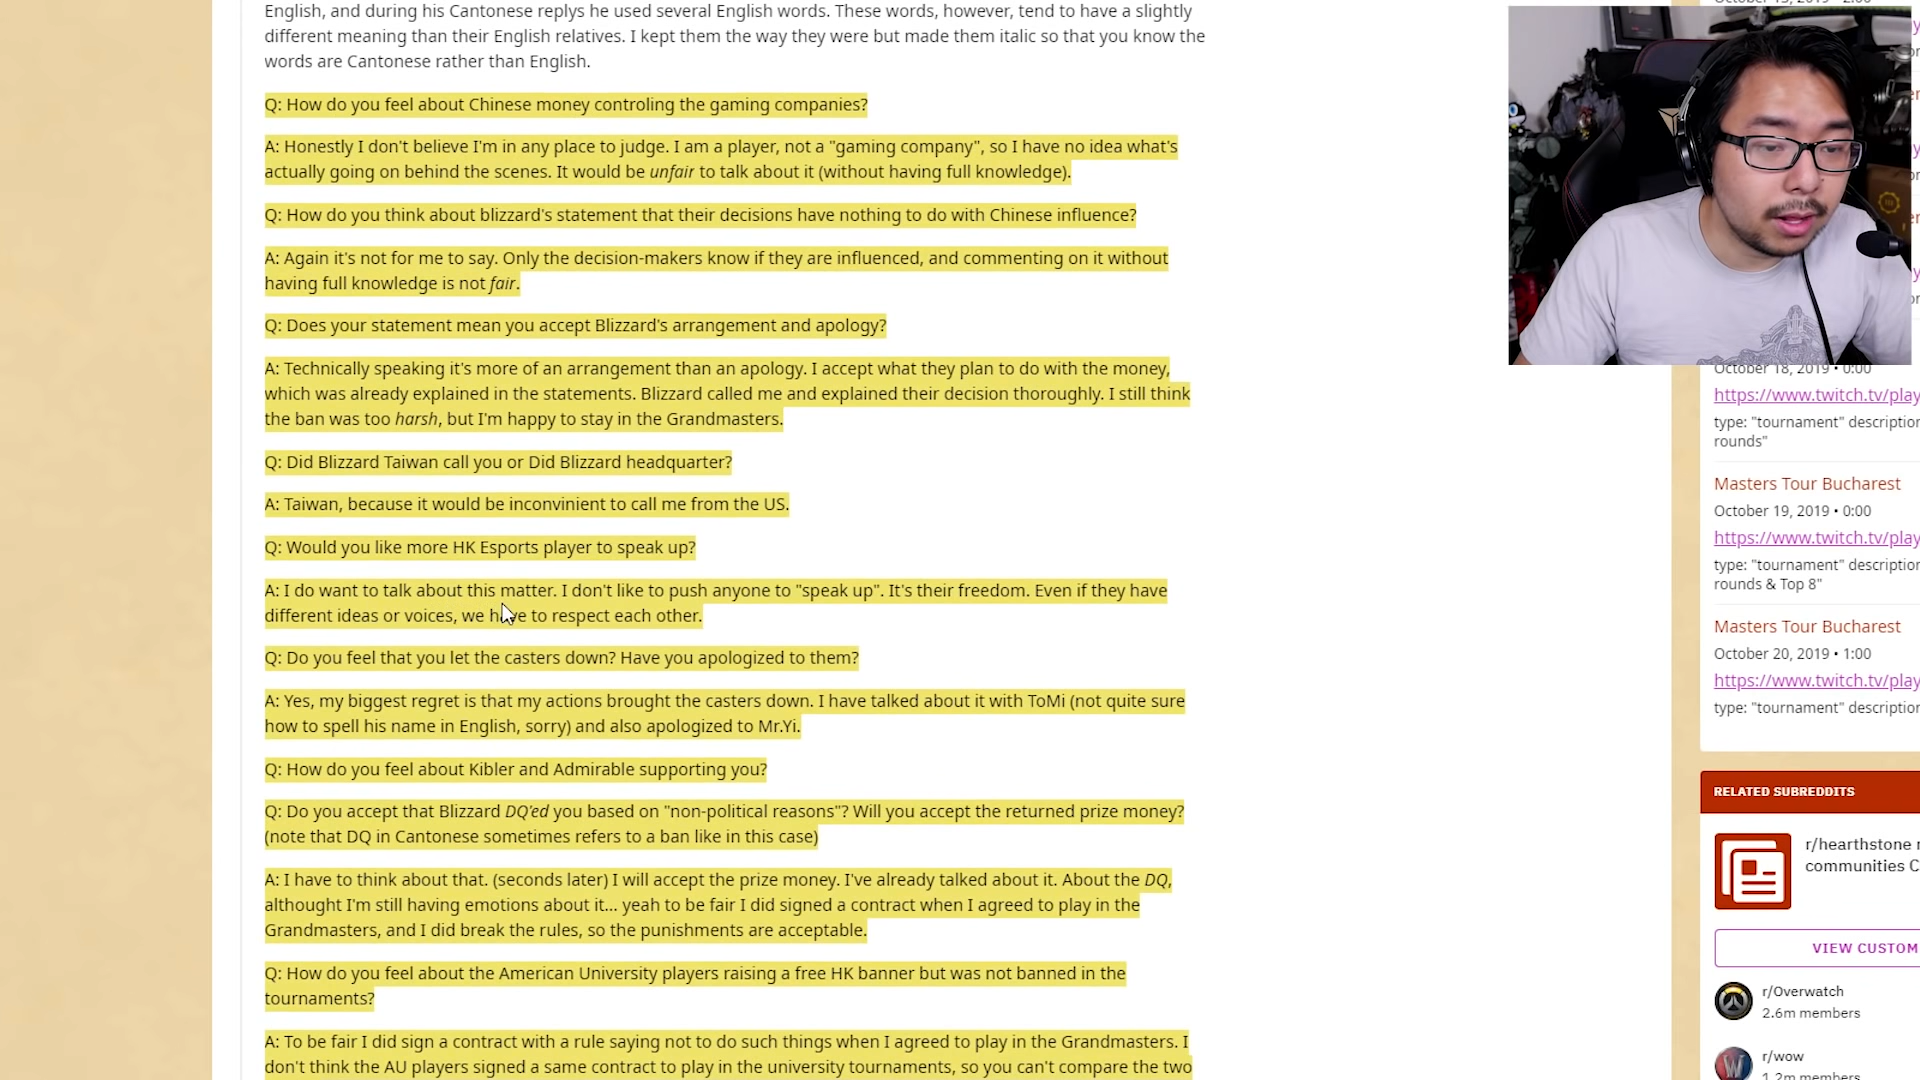 English, and during his Cantonese replys he used several English words. These words, however, tend to have a slightly
different meaning than their English relatives. I kept them the way they were but made them italic so that you know the
words are Cantonese rather than English.
Q: How do you feel about Chinese money controling the gaming companies?
A: Honestly I don't believe I'm in any place to judge. I am a player, not a "gaming company", so I have no idea what's
actually going on behind the scenes. It would be unfair to talk about it (without having full knowledge).
Q: How do you think about blizzard's statement that their decisions have nothing to do with Chinese influence?
A: Again it's not for me to say. Only the decision-makers know if they are influenced, and commenting on it without
having full knowledge is not fair.
Q: Does your statement mean you accept Blizzard's arrangement and apology?
A: Technically speaking it's more of an arrangement than an apology. I accept what they plan to do with the money,
which was already explained in the statements. Blizzard called me and explained their decision thoroughly. I still think
the ban was too harsh, but I'm happy to stay in the Grandmasters.
Q: Did Blizzard Taiwan call you or Did Blizzard headquarter?
A: Taiwan, because it would be inconvinient to call me from the US.
Q: Would you like more HK Esports player to speak up?
A: I do want to talk about this matter. I don't like to push anyone to "speak up". It's their freedom. Even if they have
different ideas or voices, we have to respect each other.
Q: Do you feel that you let the casters down? Have you apologized to them?
A: Yes, my biggest regret is that my actions brought the casters down. I have talked about it with ToMi (not quite sure
how to spell his name in English, sorry) and also apologized to Mr.Yi.
Q: How do you feel about Kibler and Admirable supporting you?
Q: Do you accept that Blizzard DQ'ed you based on "non-political reasons"? Will you accept the returned prize money?
(note that DQ in Cantonese sometimes refers to a ban like in this case)
A: I have to think about that. (seconds later) I will accept the prize money. I've already talked about it. About the DQ,
althought I'm still having emotions about it... yeah to be fair I did signed a contract when I agreed to play in the
Grandmasters, and I did break the rules, so the punishments are acceptable.
Q: How do you feel about the American University players raising a free HK banner but was not banned in the
tournaments?
A: To be fair I did sign a contract with a rule saying not to do such things when I agreed to play in the Grandmasters. I
don't think the AU players signed a same contract to play in the university tournaments, so you can't compare the two
October 18, 2019 • 0:00
https://www.twitch.tv/play
type: "tournament" description
rounds"
Masters Tour Bucharest
October 19, 2019 • 0:00
https://www.twitch.tv/play
type: "tournament" description
rounds & Top 8"
Masters Tour Bucharest
October 20, 2019 • 1:00
https://www.twitch.tv/play
type: "tournament" description
RELATED SUBREDDITS
r/hearthstone
communities C
VIEW CUSTOM
r/Overwatch
2.6m members
r/wow
1.2m members